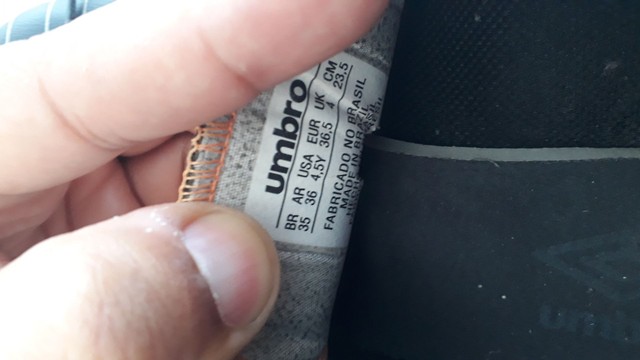 umbro
BR AR USA EUR UK CM
35 36 4.5Y 36.5 4 23.5
FABRICADO NO BRASIL
MADE IN BRAZIL